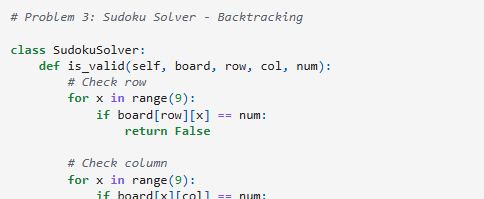 # Problem 3: Sudoku Solver - Backtracking

class SudokuSolver:
    def is_valid(self, board, row, col, num):
        # Check row
        for x in range(9):
            if board[row][x] == num:
                return False

        # Check column
        for x in range(9):
            if board[x][col] == num: